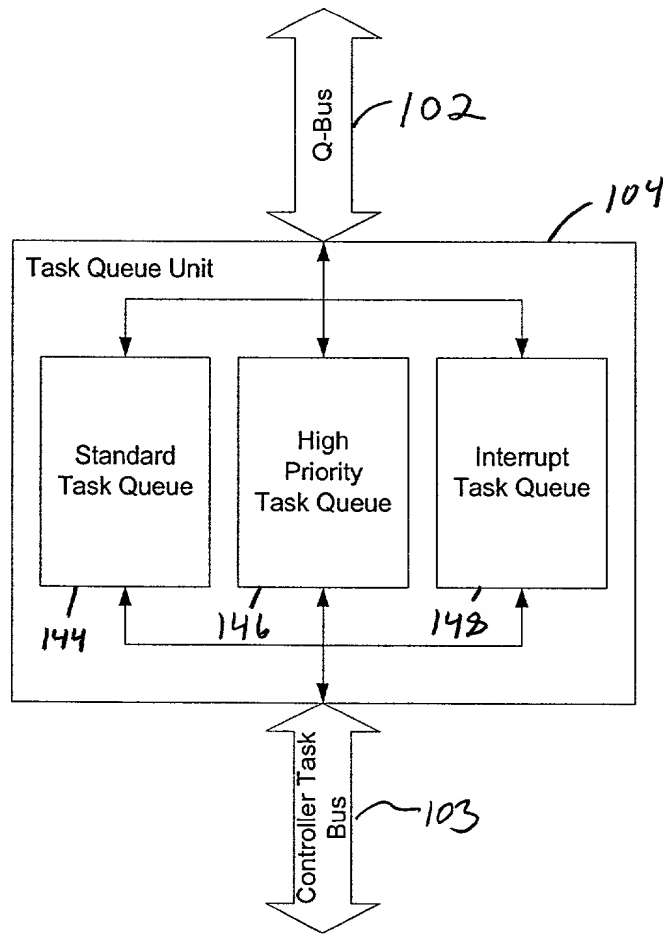 Q-Bus
102
104
Task Queue Unit
Standard
Task Queue
High
Priority
Task Queue
Interrupt
Task Queue
144
146
148
Controller Task
Bus
103